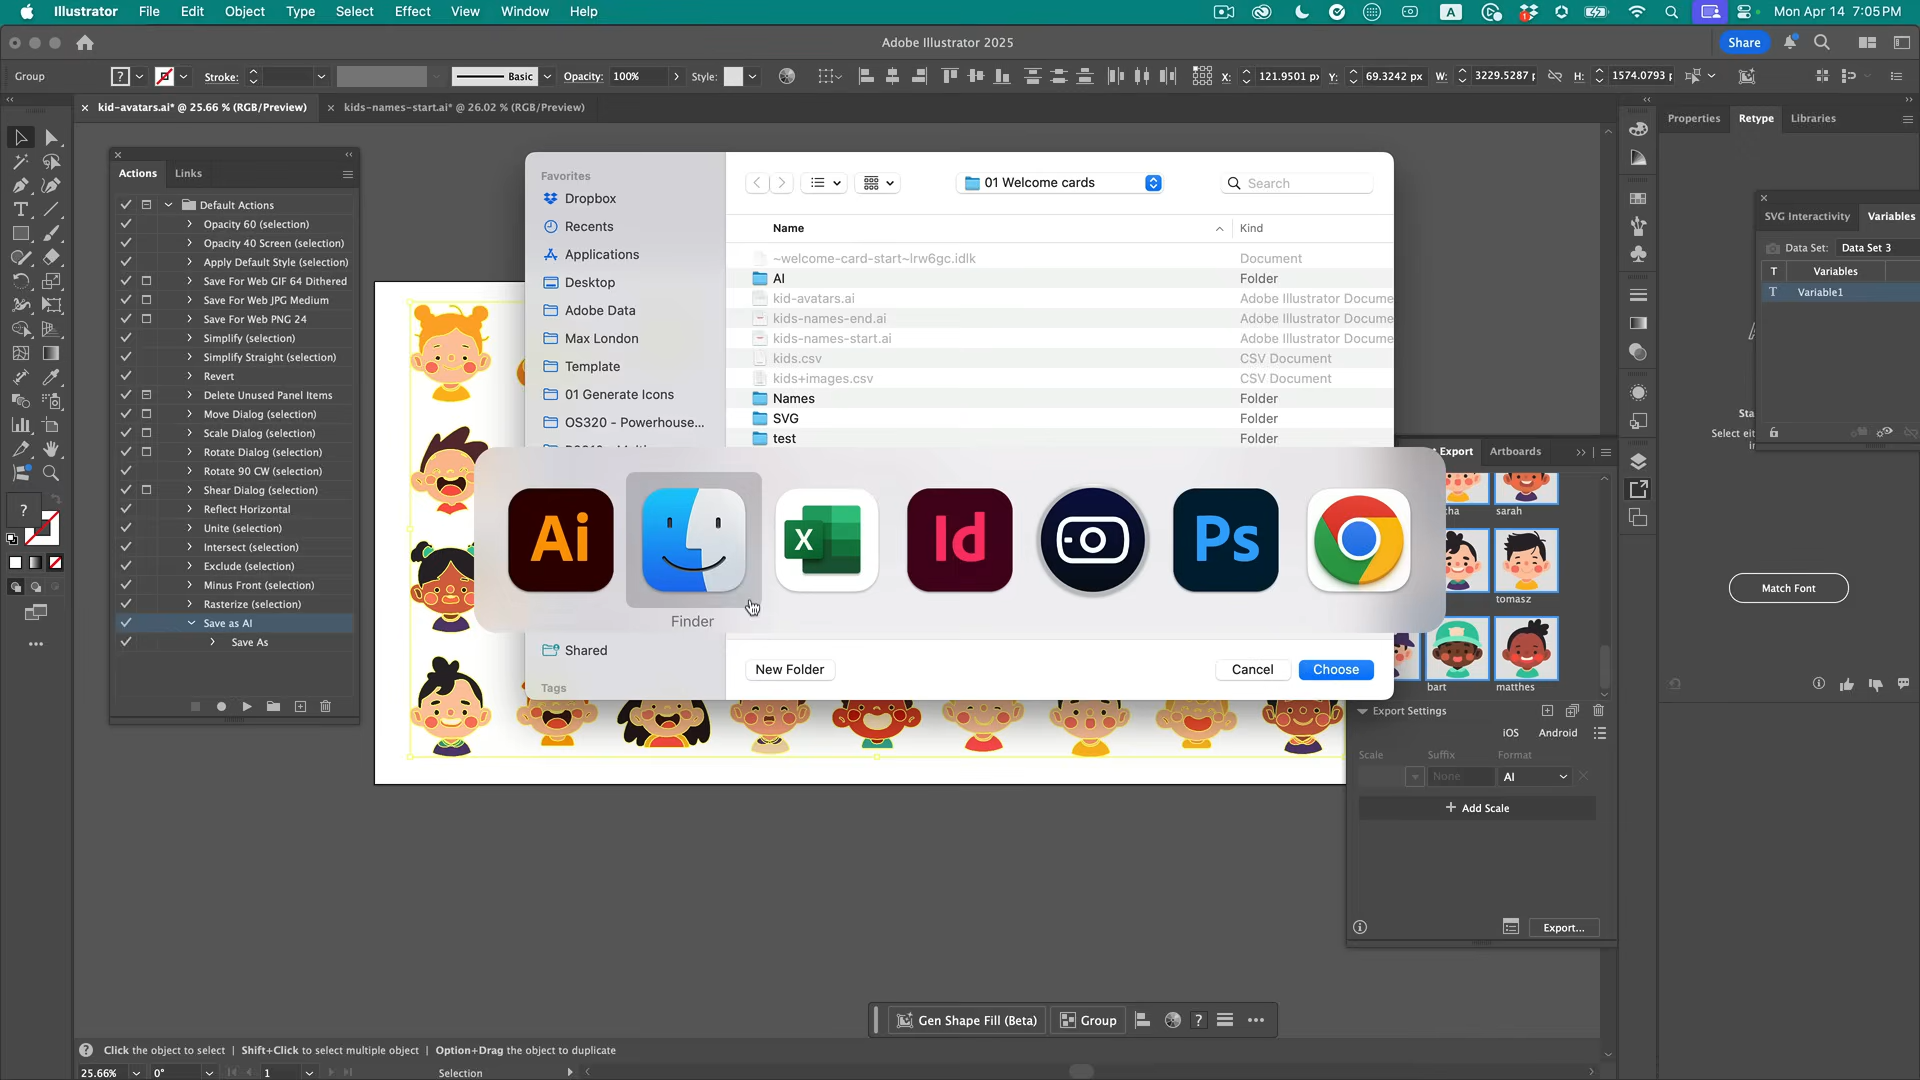 Illustrator File Edit Object Type Select Effect View Window Help
A
1
Mon Apr 14 7:05 PM
Adobe Illustrator 2025
Share
Group
?
Stroke:
Basic
Opacity: 100%
Style:
X: 121.9501 px
Y: 69.3242 px
W: 3229.5287 p
H: 1574.0793 p
kid-avatars.ai* @ 25.66 % (RGB/Preview)
kids-names-start.ai* @ 26.02 % (RGB/Preview)
Properties Retype Libraries
Actions Links
Default Actions
Opacity 60 (selection)
Opacity 40 Screen (selection)
Apply Default Style (selection)
Save For Web GIF 64 Dithered
Save For Web JPG Medium
Save For Web PNG 24
Simplify (selection)
Simplify Straight (selection)
Revert
Delete Unused Panel Items
Move Dialog (selection)
Scale Dialog (selection)
Rotate Dialog (selection)
Rotate 90 CW (selection)
Shear Dialog (selection)
Reflect Horizontal
Unite (selection)
Intersect (selection)
Exclude (selection)
Minus Front (selection)
Rasterize (selection)
Save as AI
Save As
Favorites
Dropbox
Recents
Applications
Desktop
Adobe Data
Max London
Template
01 Generate Icons
OS320 - Powerhouse...
Shared
Tags
01 Welcome cards
Search
Name Kind
~welcome-card-start~lrw6gc.idlk Document
AI Folder
kid-avatars.ai Adobe Illustrator Docume
kids-names-end.ai Adobe Illustrator Docume
kids-names-start.ai Adobe Illustrator Docume
kids.csv CSV Document
kids+images.csv CSV Document
Names Folder
SVG Folder
test Folder
Ai
X
Id
Ps
Finder
New Folder Cancel Choose
SVG Interactivity Variables
Data Set: Data Set 3
T Variables
T Variable1
Sta
Select ei
Match Font
t Export Artboards
cha sarah
tomasz
bart matthes
Export Settings
iOS Android
Scale Suffix Format
None AI
+ Add Scale
Export...
?
Gen Shape Fill (Beta) Group ?
Click the object to select | Shift+Click to select multiple object | Option+Drag the object to duplicate
25.66% 0° 1 Selection